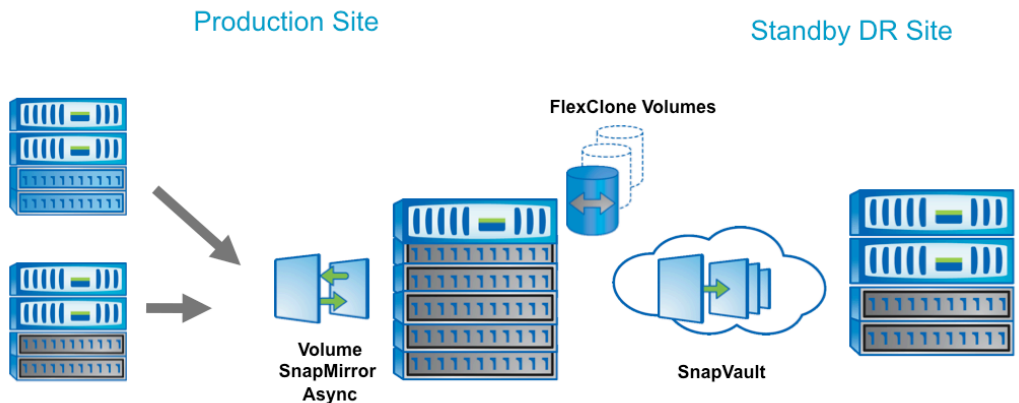 Production Site
Standby DR Site
FlexClone Volumes
Volume
SnapMirror
Async
SnapVault